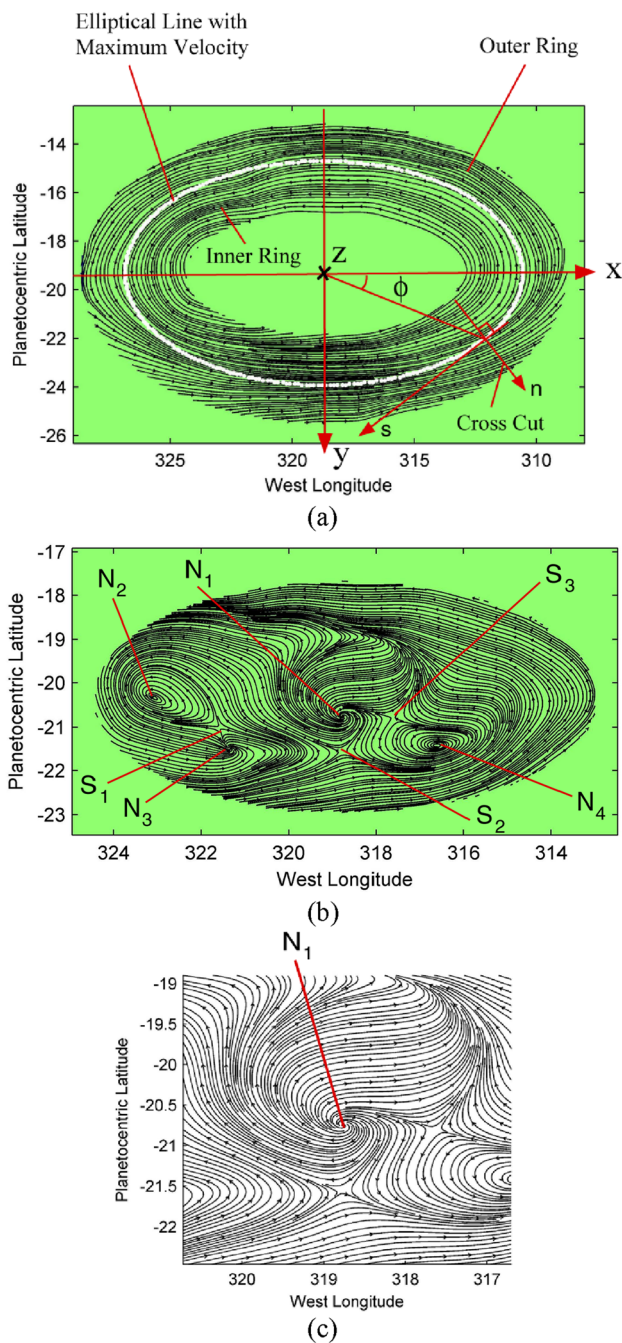 Elliptical Line with
Maximum Velocity
Outer Ring
-14
-16
-18
-20
-22
-24
-26
Planetocentric Latitude
Inner Ring
Z
X
ϕ
n
s
Cross Cut
y
325
320
315
310
West Longitude
(a)
-17
-18
-19
-20
-21
-22
-23
Planetocentric Latitude
N2
N1
S3
S1
N3
S2
N4
324
322
320
318
316
314
West Longitude
(b)
N1
-19
-19.5
-20
-20.5
-21
-21.5
-22
Planetocentric Latitude
320
319
318
317
West Longitude
(c)